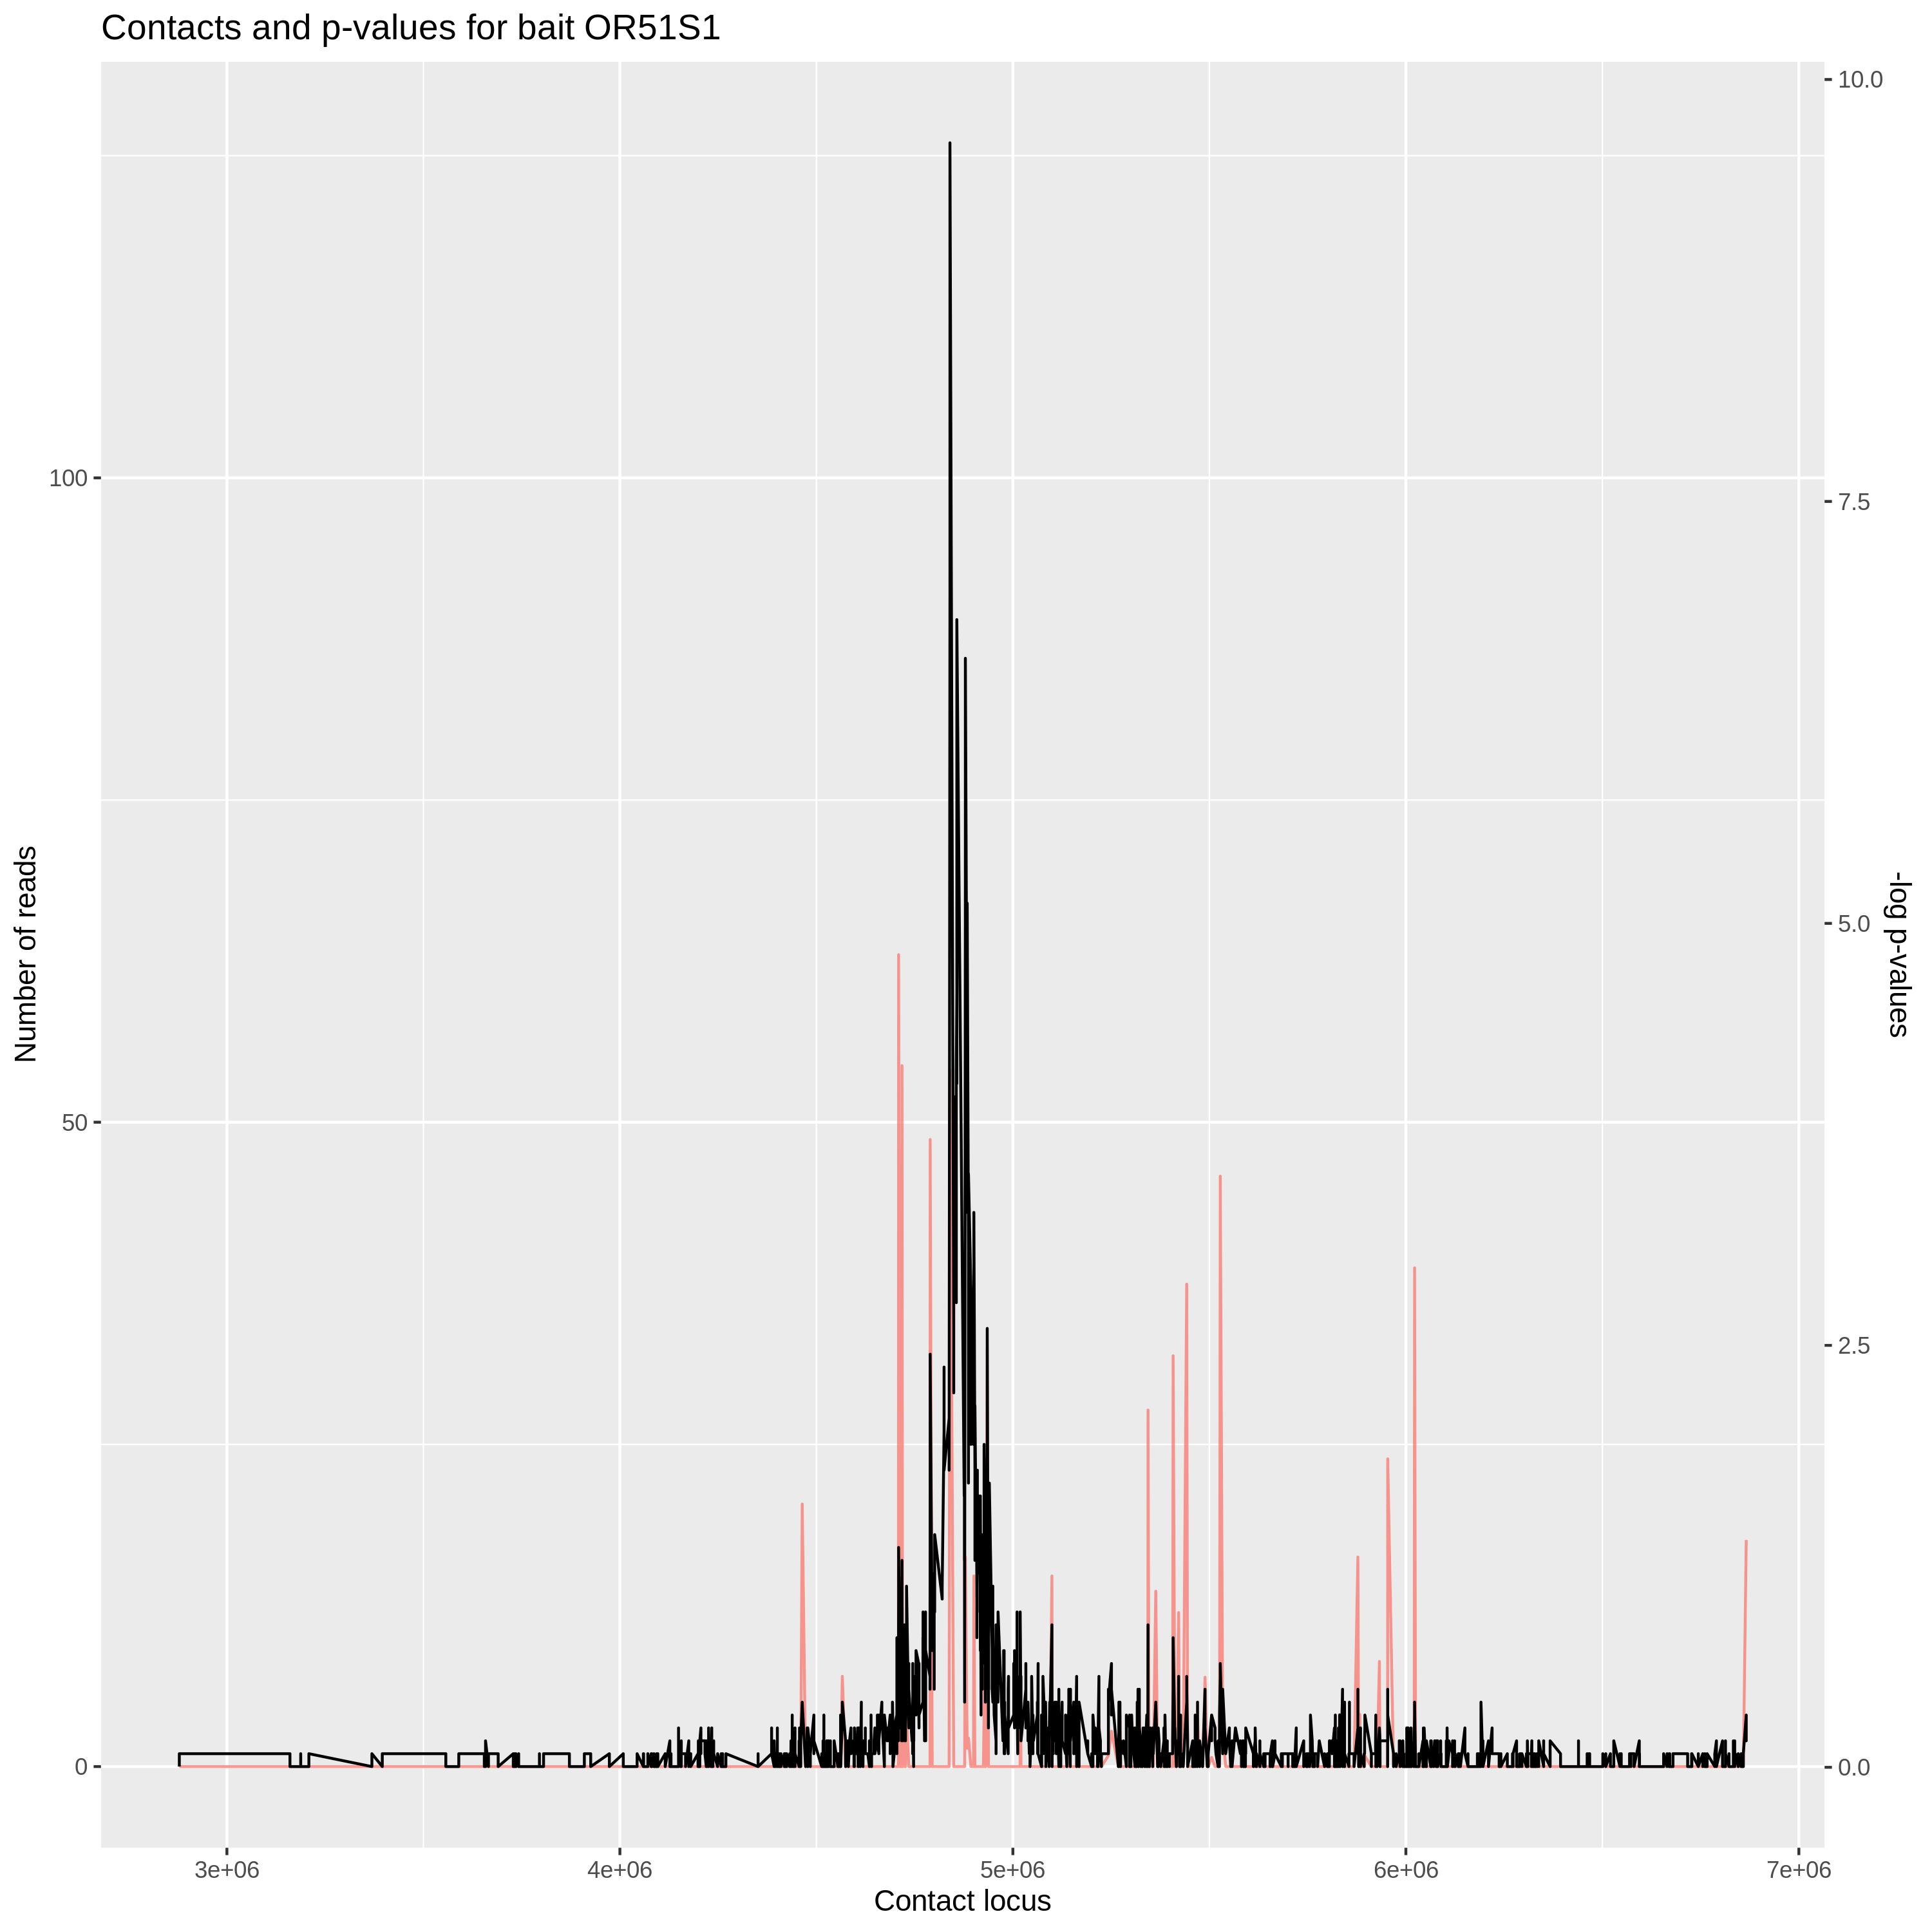 Contacts and p-values for bait OR51S1
10.0
100
7.5
Number of reads
5.0
-log p-values
50
2.5
0
0.0
3e+06 4e+06 5e+06 6e+06 7e+06
Contact locus